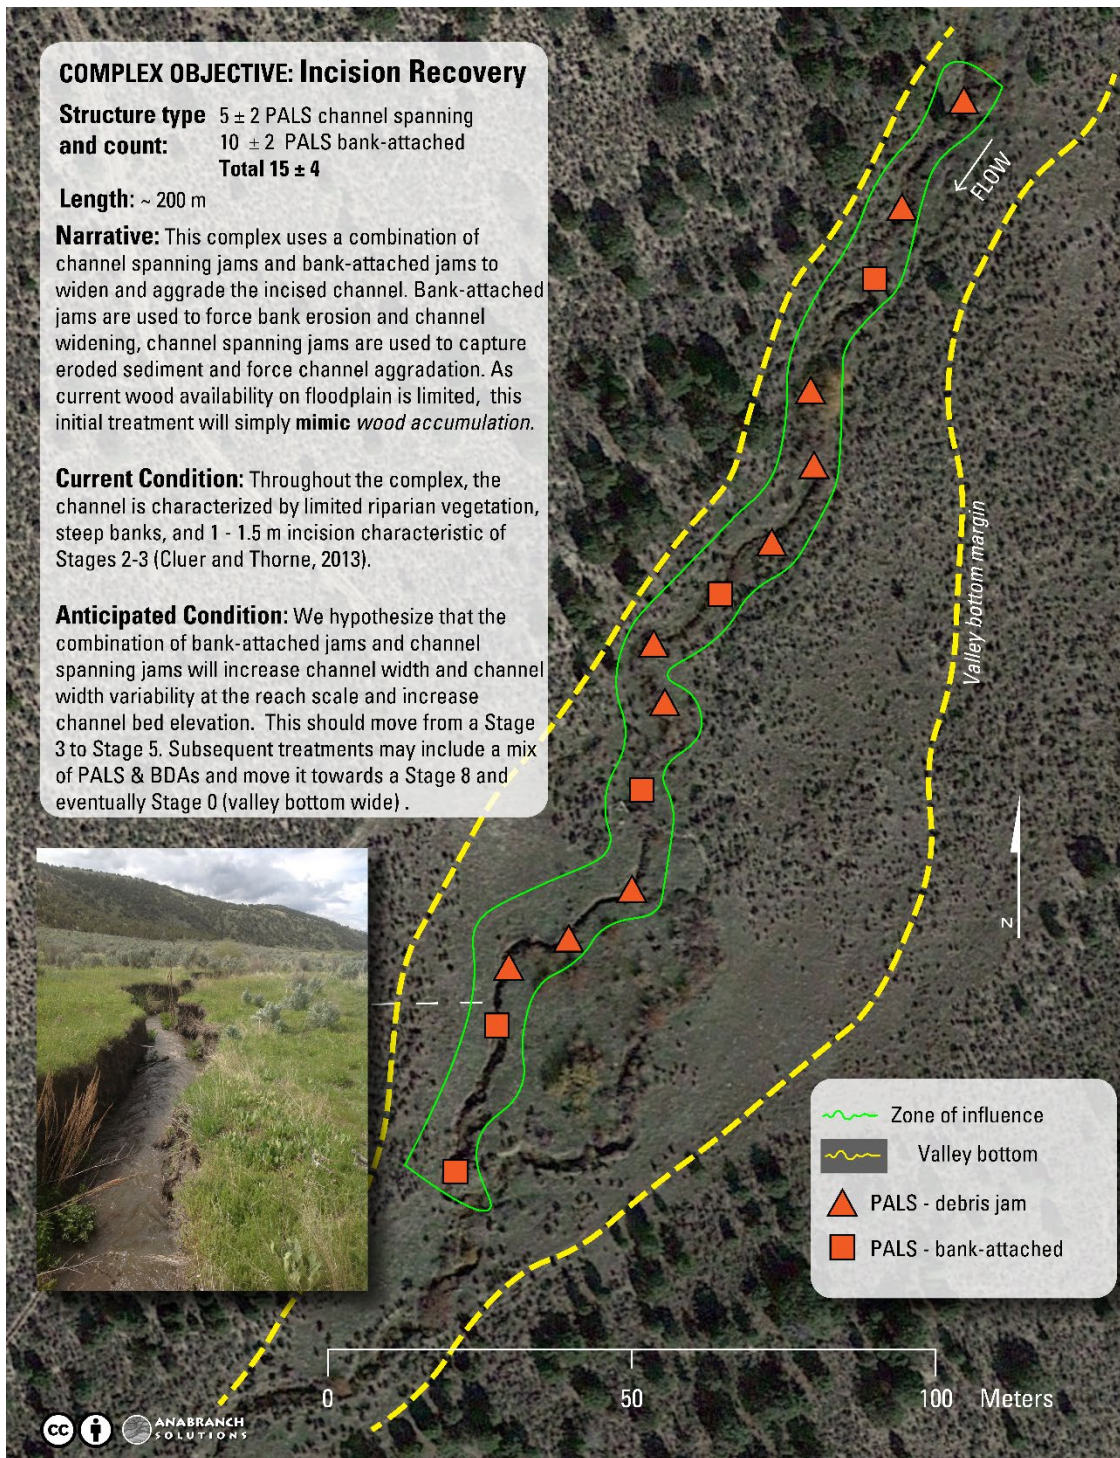 COMPLEX OBJECTIVE: Incision Recovery
Structure type 5 ± 2 PALS channel spanning
and count: 10 ± 2 PALS bank-attached
Total 15 ± 4
Length: ~ 200 m
Narrative: This complex uses a combination of
channel spanning jams and bank-attached jams to
widen and aggrade the incised channel. Bank-attached
jams are used to force bank erosion and channel
widening, channel spanning jams are used to capture
eroded sediment and force channel aggradation. As
current wood availability on floodplain is limited, this
initial treatment will simply mimic wood accumulation.
Current Condition: Throughout the complex, the
channel is characterized by limited riparian vegetation,
steep banks, and 1 - 1.5 m incision characteristic of
Stages 2-3 (Cluer and Thorne, 2013).
Anticipated Condition: We hypothesize that the
combination of bank-attached jams and channel
spanning jams will increase channel width and channel
width variability at the reach scale and increase
channel bed elevation. This should move from a Stage
3 to Stage 5. Subsequent treatments may include a mix
of PALS & BDAs and move it towards a Stage 8 and
eventually Stage 0 (valley bottom wide) .
FLOW
Valley bottom margin
N
Zone of influence
Valley bottom
PALS - debris jam
PALS - bank-attached
0 50 100 Meters
cc
ANABRANCH
SOLUTIONS